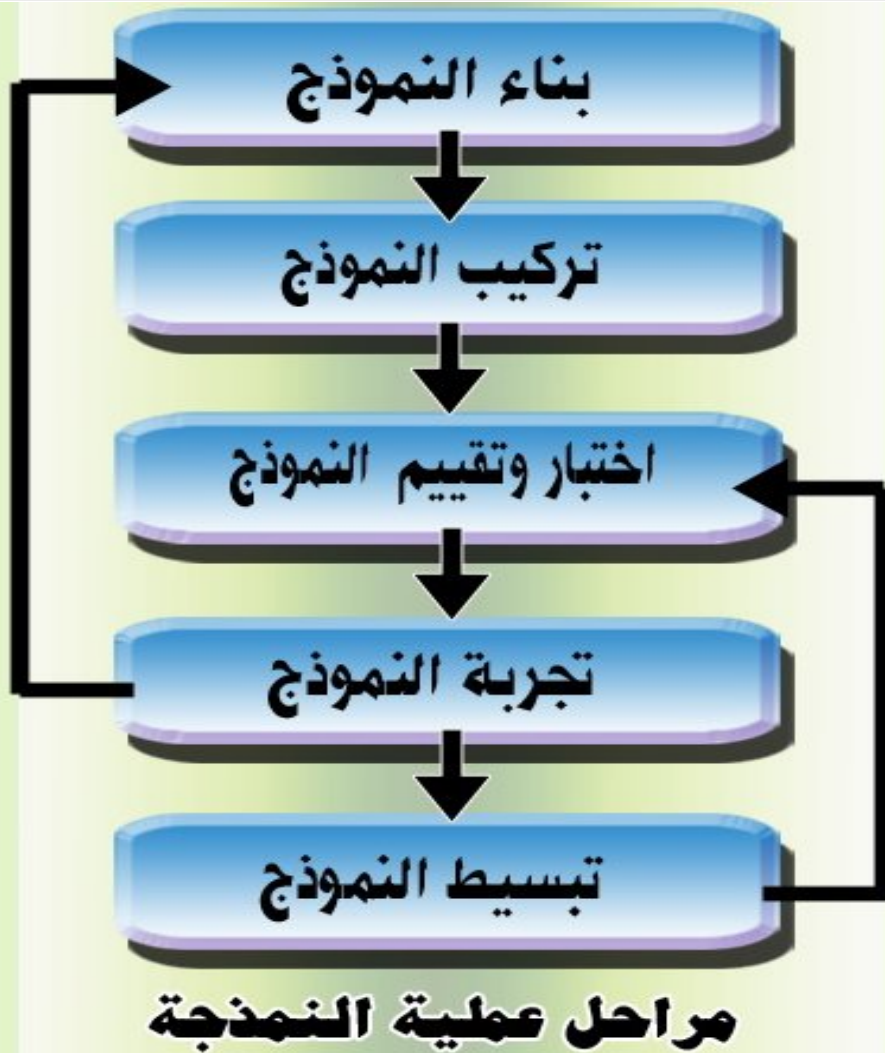 بناء النموذج
تركيب النموذج
اختبار وتقييم النموذج
تجربة النموذج
تبسيط النموذج
مراحل عملية النمذجة